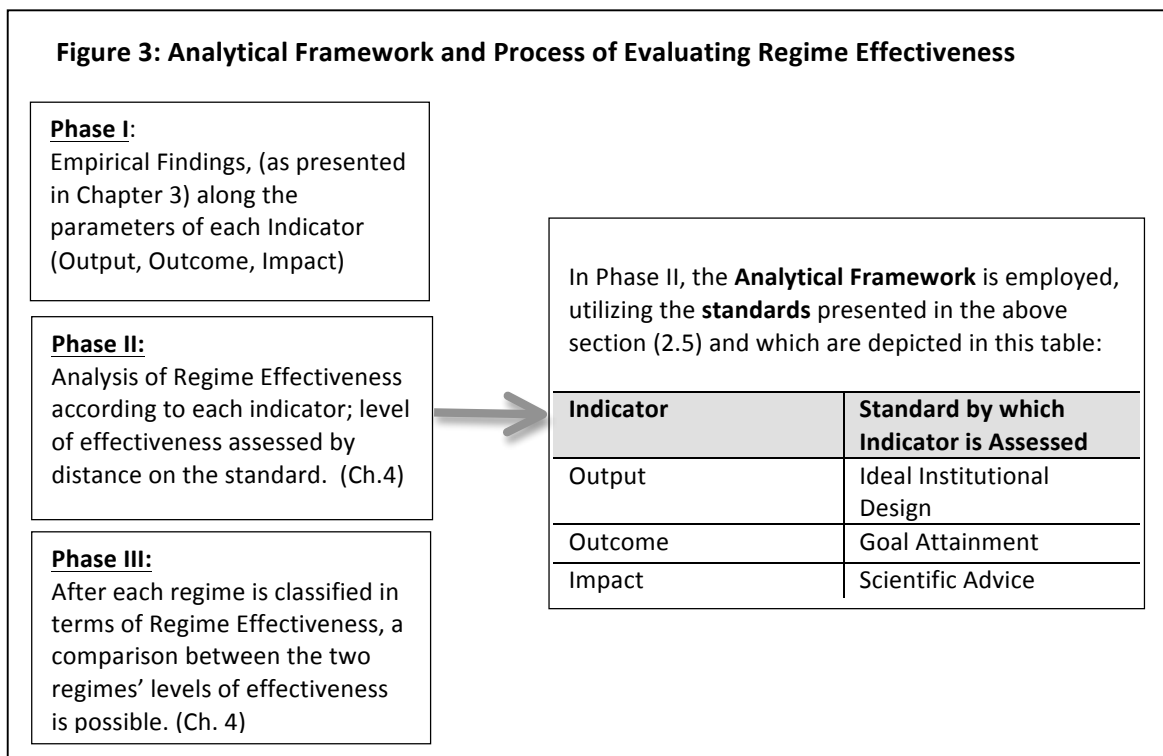 Figure 3: Analytical Framework and Process of Evaluating Regime Effectiveness
Phase I:
Empirical Findings, (as presented
in Chapter 3) along the
parameters of each Indicator
(Output, Outcome, Impact)
Phase II:
Analysis of Regime Effectiveness
according to each indicator; level
of effectiveness assessed by
distance on the standard. (Ch.4)
Phase III:
After each regime is classified in
terms of Regime Effectiveness, a
comparison between the two
regimes' levels of effectiveness
is possible. (Ch. 4)
In Phase II, the Analytical Framework is employed,
utilizing the standards presented in the above
section (2.5) and which are depicted in this table:
Indicator
Standard by which
Indicator is Assessed
Output
Ideal Institutional
Design
Outcome
Goal Attainment
Impact
Scientific Advice